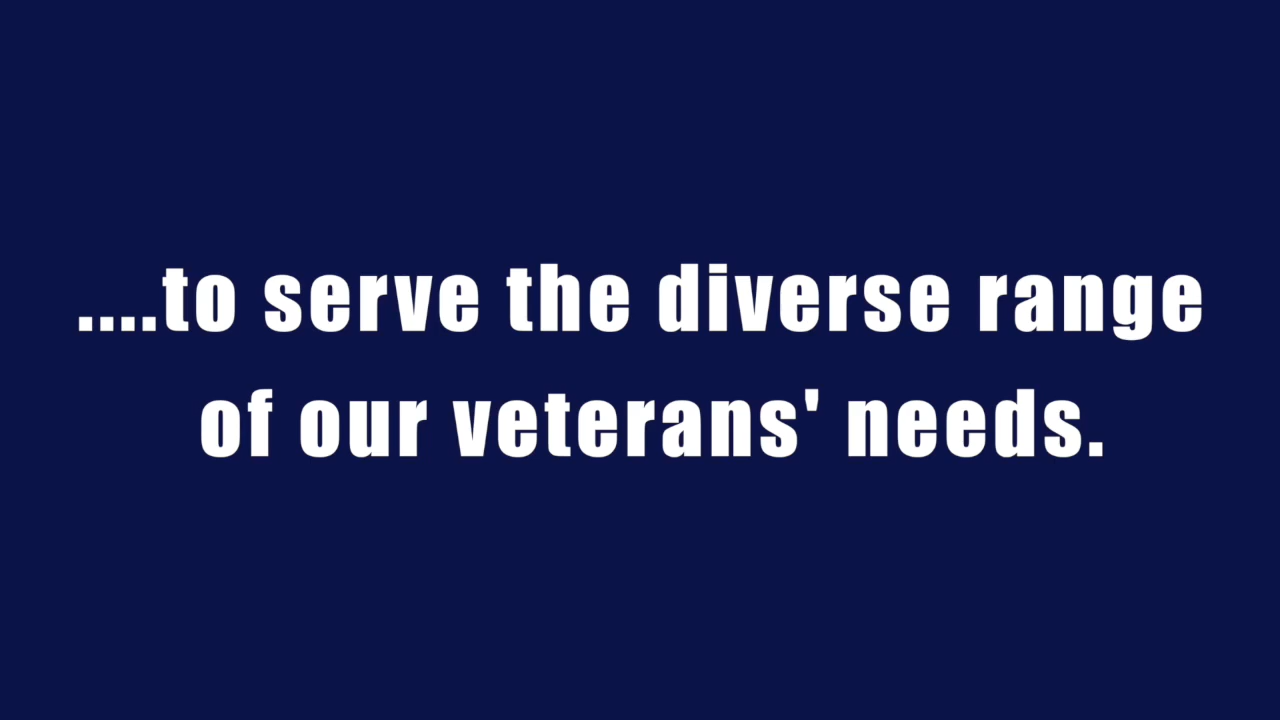 ....to serve the diverse range
of our veterans' needs.